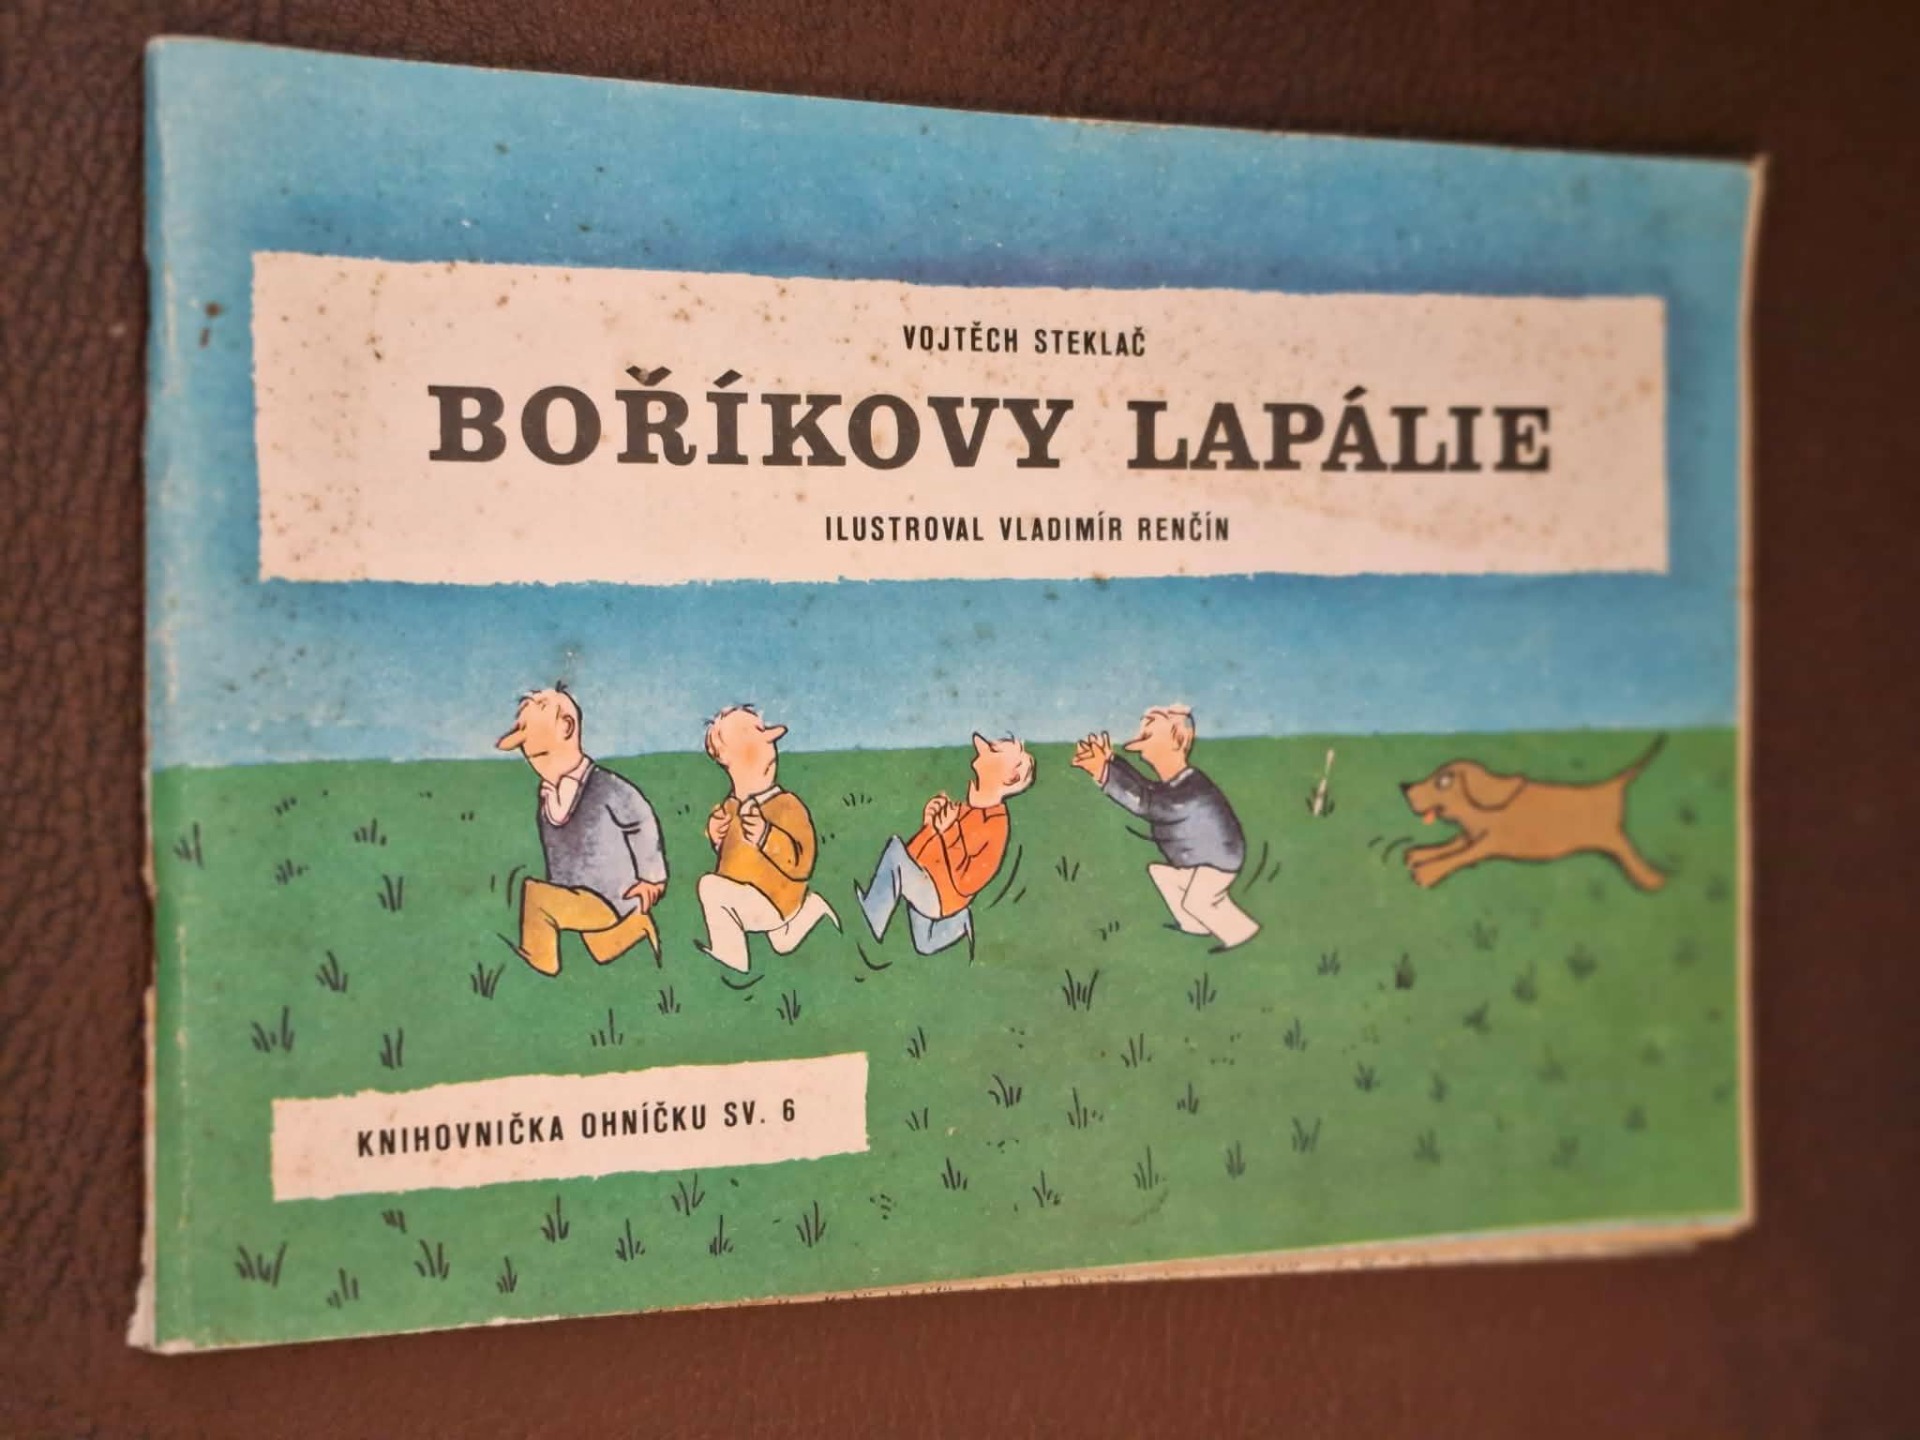 VOJTĚCH STEKLAČ
BOŘÍKOVY LAPÁLIE
ILUSTROVAL VLADIMÍR RENČÍN
KNIHOVNIČKA OHNÍČKU SV. 6